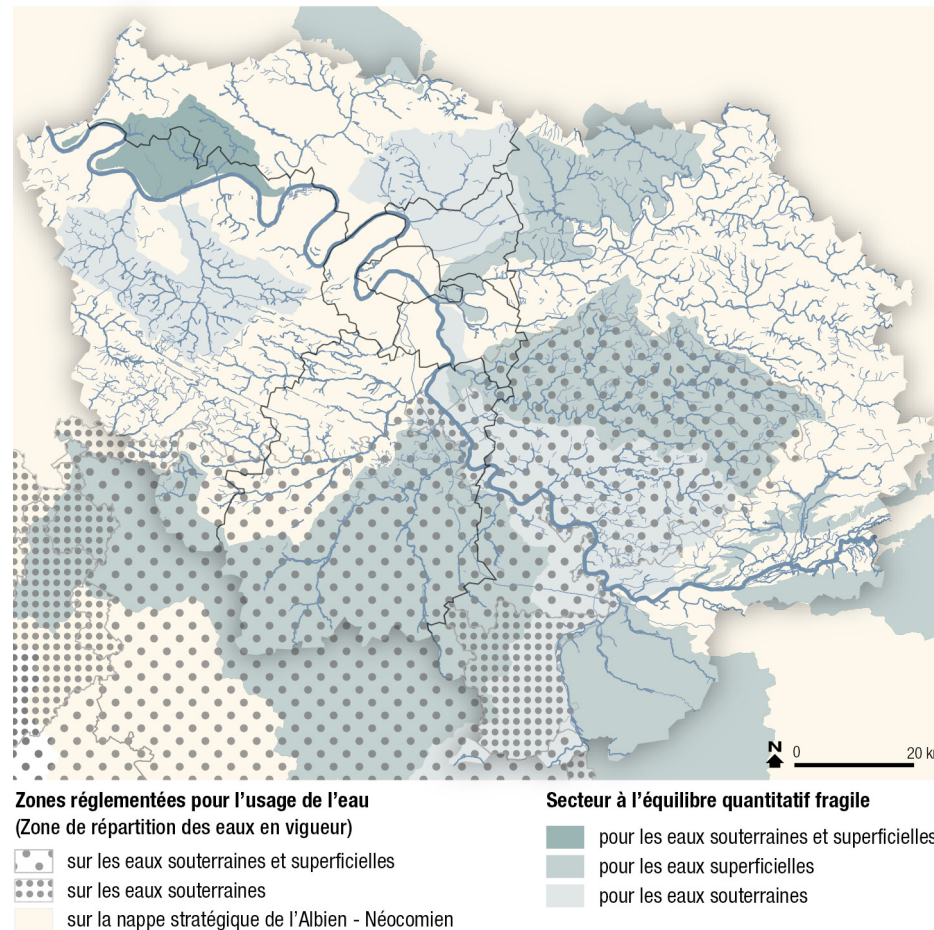 N
0
20 k
Zones réglementées pour l'usage de l'eau
(Zone de répartition des eaux en vigueur)
sur les eaux souterraines et superficielles
sur les eaux souterraines
sur la nappe stratégique de l'Albien - Néocomien
Secteur à l'équilibre quantitatif fragile
pour les eaux souterraines et superficielles
pour les eaux superficielles
pour les eaux souterraines